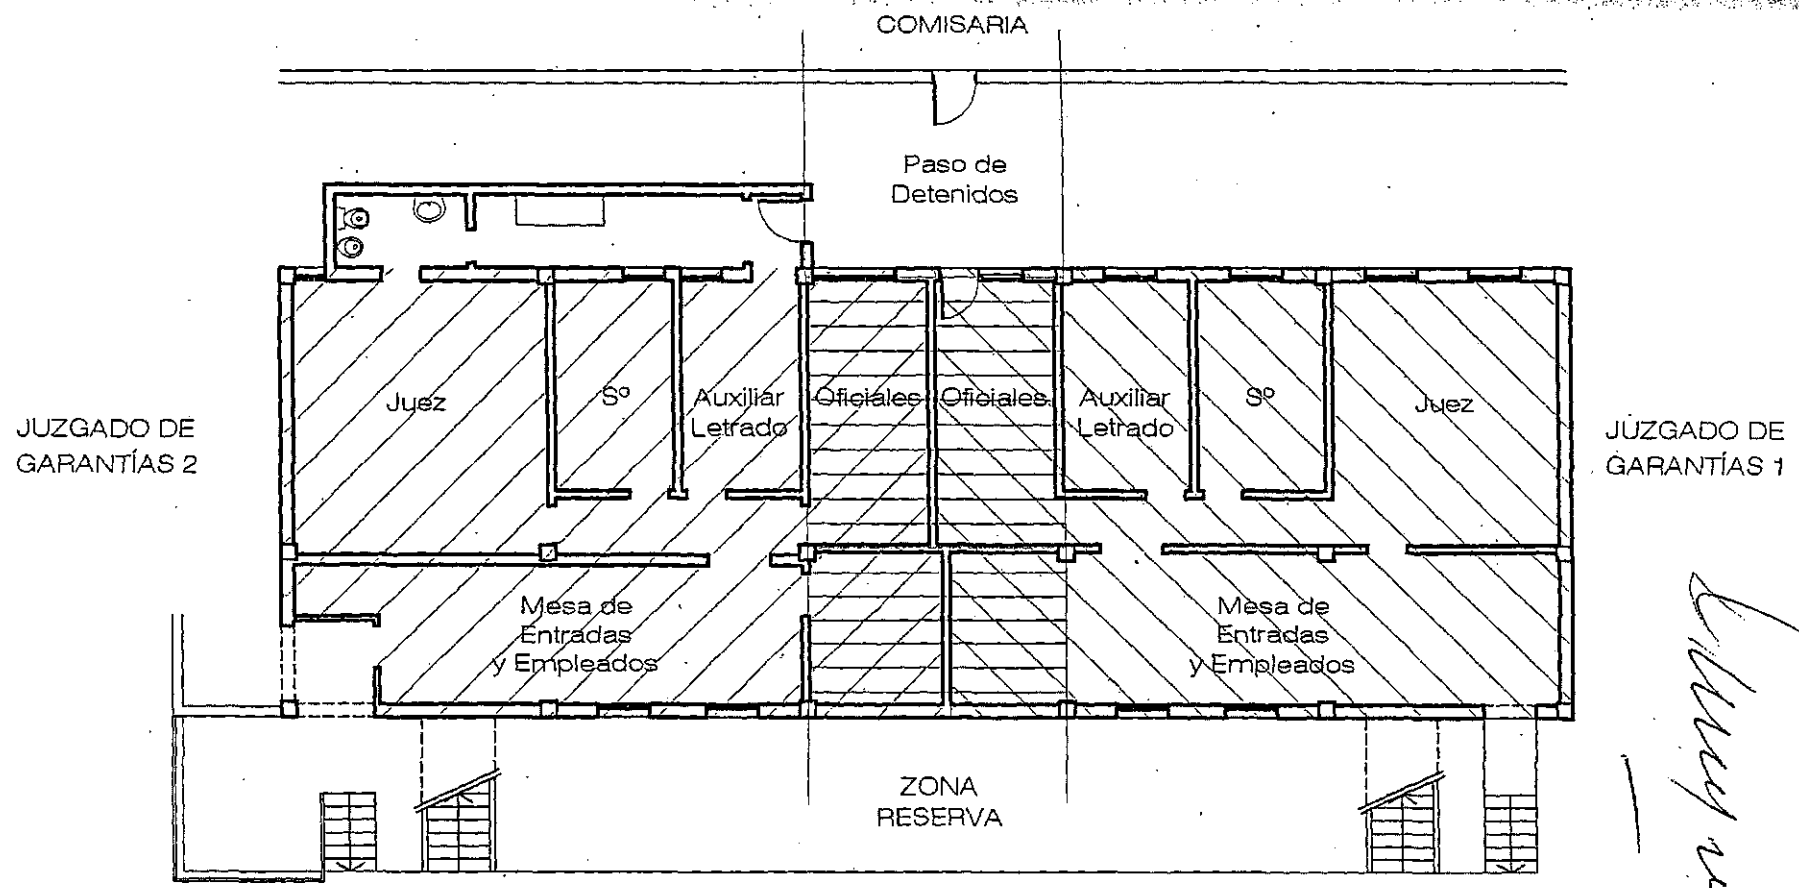 COMISARIA
Paso de
Detenidos
JUZGADO DE
GARANTÍAS 2
Juez
Sº
Auxiliar
Letrado
Oficiales
Oficiales
Auxiliar
Letrado
Sº
Juez
JUZGADO DE
GARANTÍAS 1
Mesa de
Entradas
y Empleados
Mesa de
Entradas
y Empleados
ZONA
RESERVA